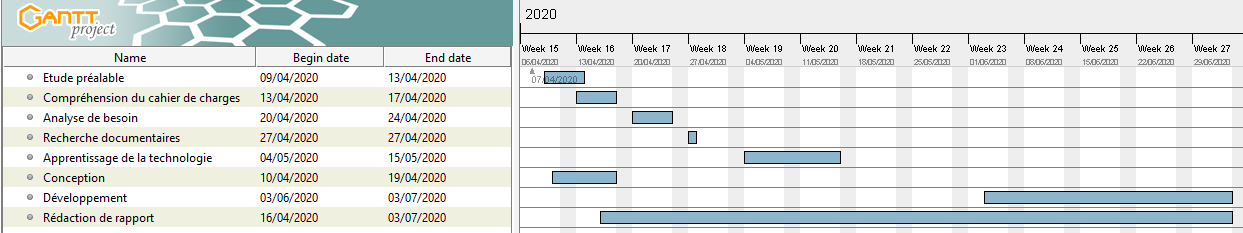 GANTT
project
2020
Week 15 Week 16 Week 17 Week 18 Week 19 Week 20 Week 21 Week 22 Week 23 Week 24 Week 25 Week 26 Week 27
06/04/2020 13/04/2020 20/04/2020 27/04/2020 04/05/2020 11/05/2020 18/05/2020 25/05/2020 01/06/2020 08/06/2020 15/06/2020 22/06/2020 29/06/2020
Name Begin date End date
Etude préalable 09/04/2020 13/04/2020 07/04/2020
Compréhension du cahier de charges 13/04/2020 17/04/2020
Analyse de besoin 20/04/2020 24/04/2020
Recherche documentaires 27/04/2020 27/04/2020
Apprentissage de la technologie 04/05/2020 15/05/2020
Conception 10/04/2020 19/04/2020
Développement 03/06/2020 03/07/2020
Rédaction de rapport 16/04/2020 03/07/2020